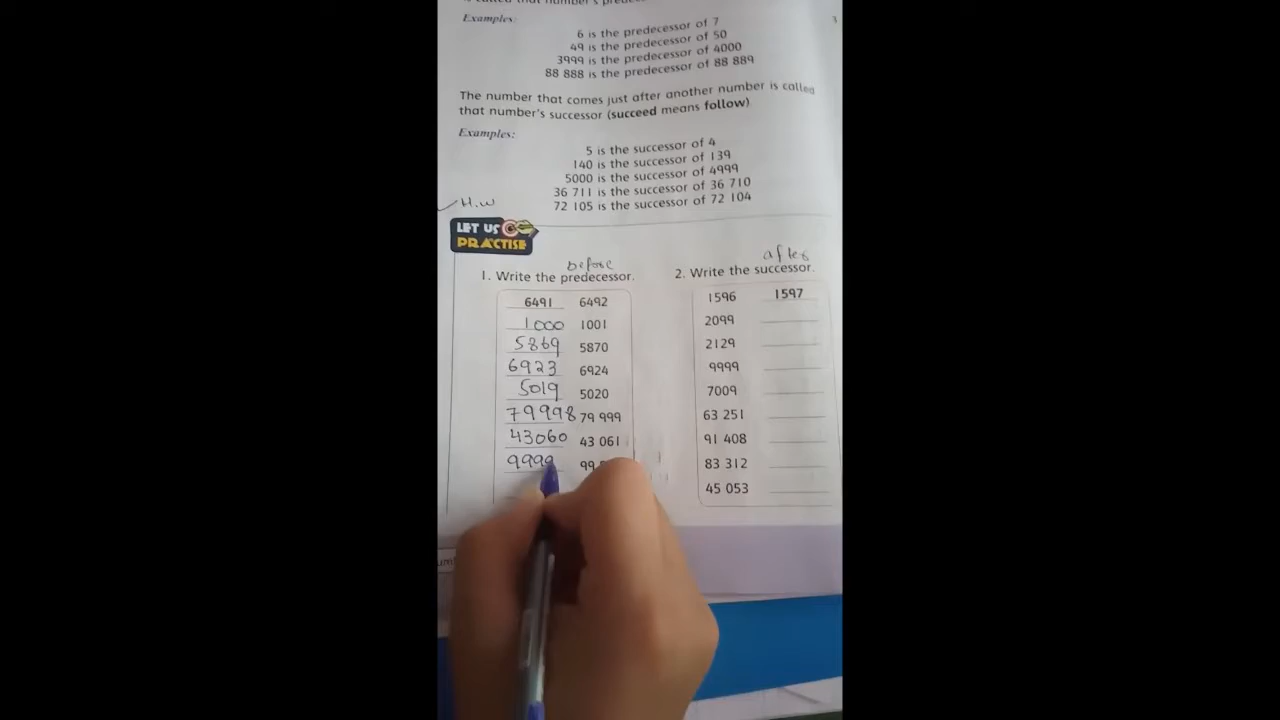 is called that number's
Examples:
3
6 is the predecessor of 7
49 is the predecessor of 50
3999 is the predecessor of 4000
88 888 is the predecessor of 88 889
The number that comes just after another number is called
that number's successor (succeed means follow)
Examples:
5 is the successor of 4
140 is the successor of 139
5000 is the successor of 4999
36 711 is the successor of 36 710
72 105 is the successor of 72 104
H.W
LET US
PRACTISE
before
1. Write the predecessor.
6491 6492
1000 1001
5869 5870
6923 6924
5019 5020
79998 79 999
43060 43 061
9999 99
after
2. Write the successor.
1596 1597
2099
2129
9999
7009
63 251
91 408
83 312
45 053